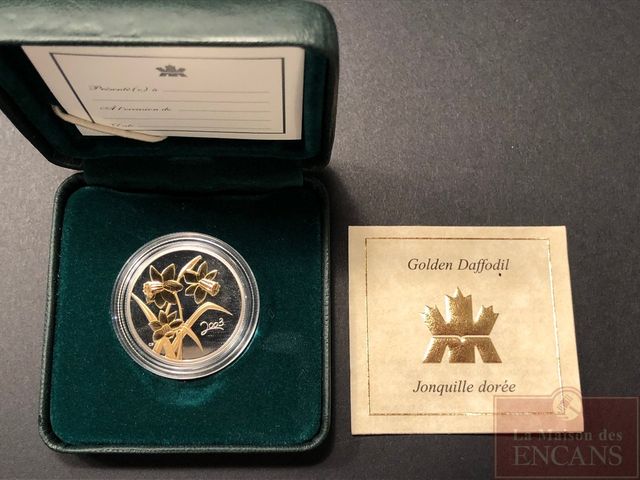 Présenté(e) à
À l'occasion de
2003
Golden Daffodil
Jonquille dorée
La Maison des
ENCANS